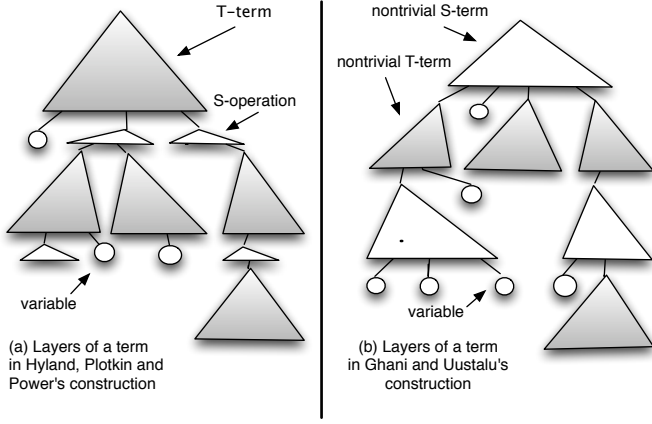 T-term
S-operation
variable
(a) Layers of a term
in Hyland, Plotkin and
Power's construction
nontrivial S-term
nontrivial T-term
variable
(b) Layers of a term
in Ghani and Uustalu's
construction